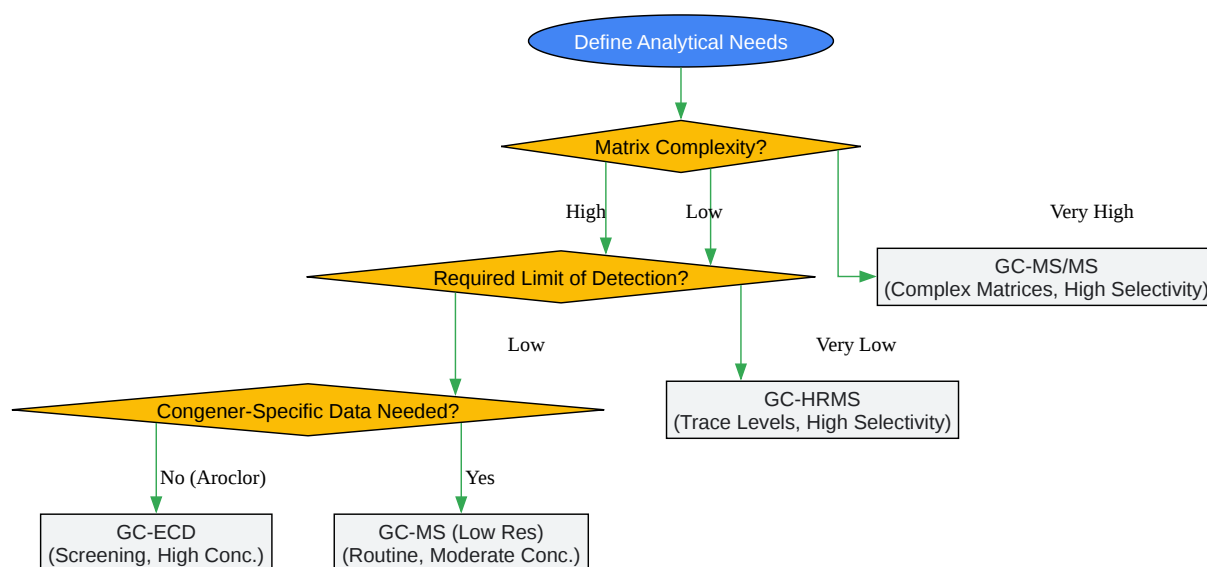 Define Analytical Needs
Matrix Complexity?
High
Low
Very High
Required Limit of Detection?
GC-MS/MS
(Complex Matrices, High Selectivity)
Low
Very Low
Congener-Specific Data Needed?
GC-HRMS
(Trace Levels, High Selectivity)
No (Aroclor)
Yes
GC-ECD
(Screening, High Conc.)
GC-MS (Low Res)
(Routine, Moderate Conc.)